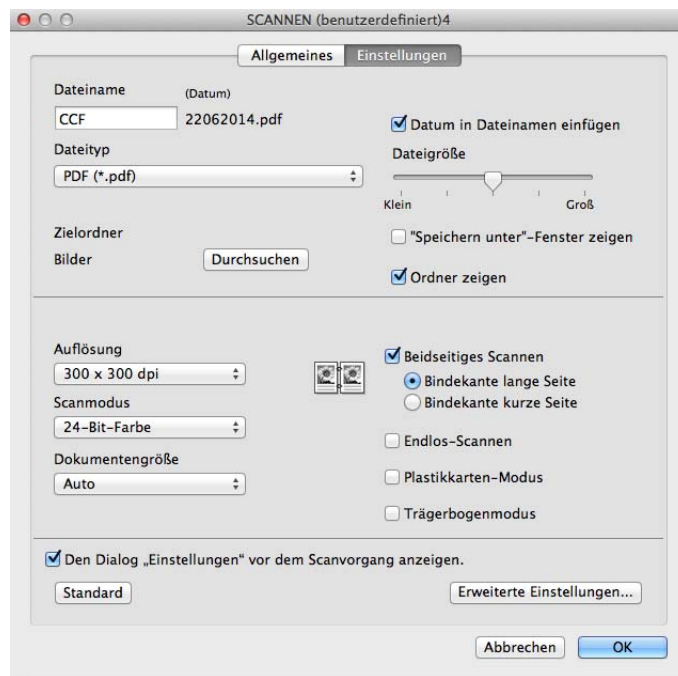 SCANNEN (benutzerdefiniert)4
Allgemeines Einstellungen
Dateiname (Datum)
CCF 22062014.pdf
Datum in Dateinamen einfügen
Dateityp
PDF (*.pdf)
Dateigröße
Klein Groß
Zielordner
Bilder Durchsuchen
"Speichern unter"-Fenster zeigen
Ordner zeigen
Auflösung
300 x 300 dpi
Scanmodus
24-Bit-Farbe
Dokumentengröße
Auto
Beidseitiges Scannen
Bindekante lange Seite
Bindekante kurze Seite
Endlos-Scannen
Plastikkarten-Modus
Trägerbogenmodus
Den Dialog „Einstellungen“ vor dem Scanvorgang anzeigen.
Standard Erweiterte Einstellungen...
Abbrechen OK